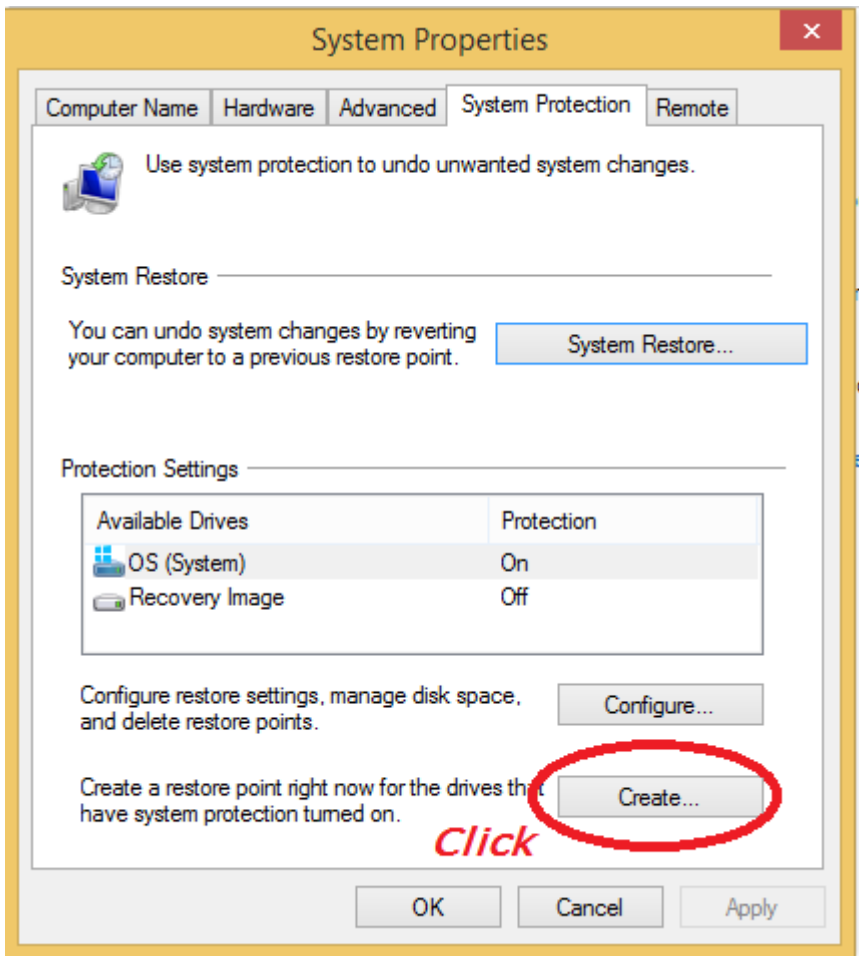 System Properties
Computer Name
Hardware
Advanced
System Protection
Remote
Use system protection to undo unwanted system changes.
System Restore
You can undo system changes by reverting
your computer to a previous restore point.
System Restore...
Protection Settings
Available Drives
Protection
OS (System)
On
Recovery Image
Off
Configure restore settings, manage disk space,
and delete restore points.
Configure...
Create a restore point right now for the drives that
have system protection turned on.
Create...
Click
OK
Cancel
Apply